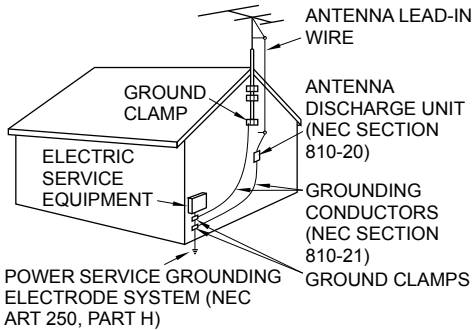 ANTENNA LEAD-IN
WIRE
GROUND
CLAMP
ANTENNA
DISCHARGE UNIT
(NEC SECTION
810-20)
ELECTRIC
SERVICE
EQUIPMENT
GROUNDING
CONDUCTORS
(NEC SECTION
810-21)
GROUND CLAMPS
POWER SERVICE GROUNDING
ELECTRODE SYSTEM (NEC
ART 250, PART H)